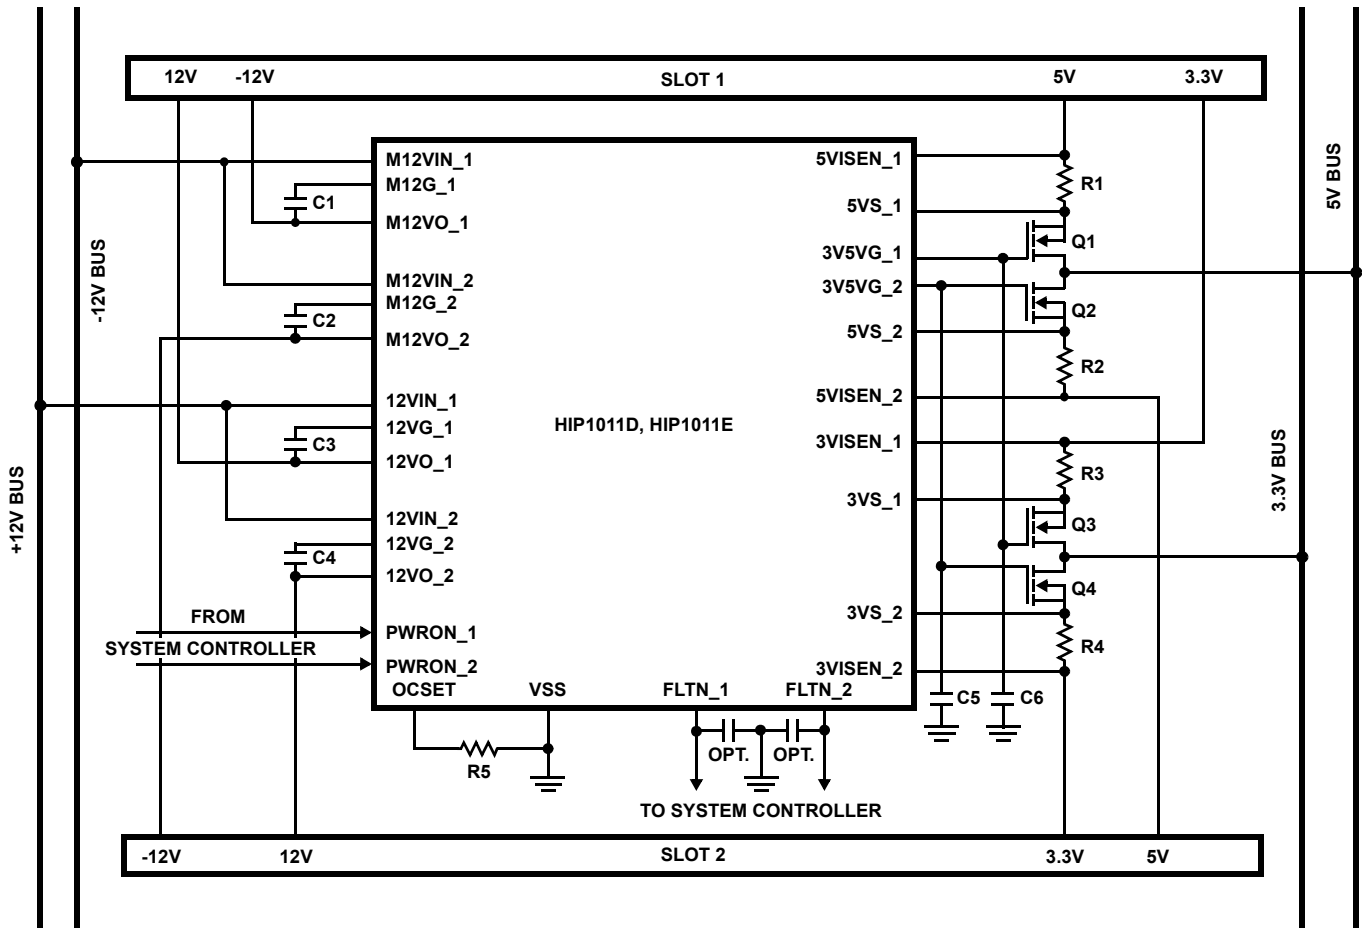 12V -12V SLOT 1 5V 3.3V
M12VIN_1
M12G_1
C1
M12VO_1
M12VIN_2
M12G_2
C2
M12VO_2
12VIN_1
12VG_1
C3
12VO_1
12VIN_2
12VG_2
C4
12VO_2
FROM
SYSTEM CONTROLLER
PWRON_1
PWRON_2
-12V BUS
+12V BUS
HIP1011D, HIP1011E
5VISEN_1
R1
5VS_1
Q1
3V5VG_1
3V5VG_2
Q2
5VS_2
R2
5VISEN_2
3VISEN_1
R3
3VS_1
Q3
Q4
3VS_2
R4
3VISEN_2
5V BUS
3.3V BUS
OCSET VSS FLTN_1 FLTN_2
C5 C6
R5
OPT. OPT.
TO SYSTEM CONTROLLER
-12V 12V SLOT 2 3.3V 5V